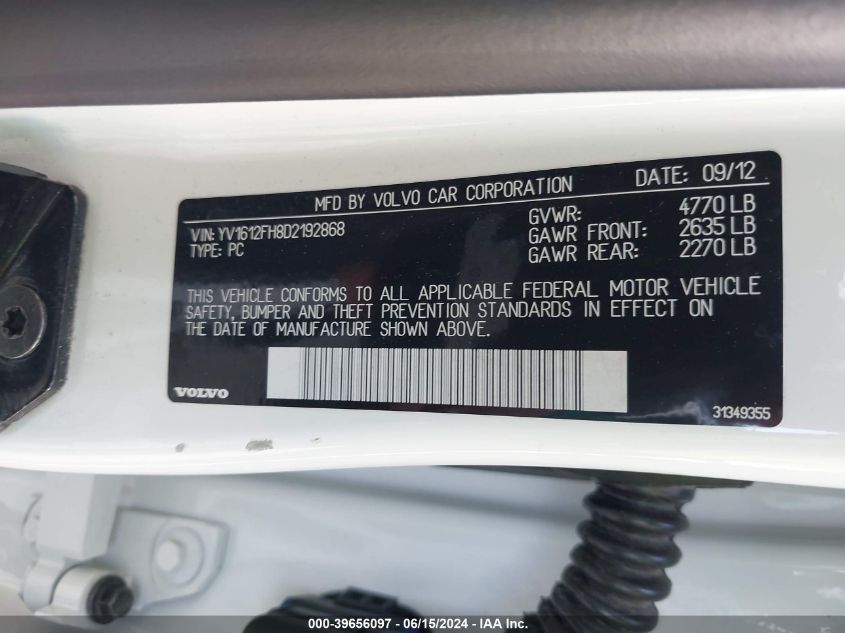 MFD BY VOLVO CAR CORPORATION DATE: 09/12
VIN: YV1612FH8D2192868
TYPE: PC
GVWR: 4770 LB
GAWR FRONT: 2635 LB
GAWR REAR: 2270 LB
THIS VEHICLE CONFORMS TO ALL APPLICABLE FEDERAL MOTOR VEHICLE
SAFETY, BUMPER AND THEFT PREVENTION STANDARDS IN EFFECT ON
THE DATE OF MANUFACTURE SHOWN ABOVE.
VOLVO
31349355
000-39656097 - 06/15/2024 - IAA Inc.